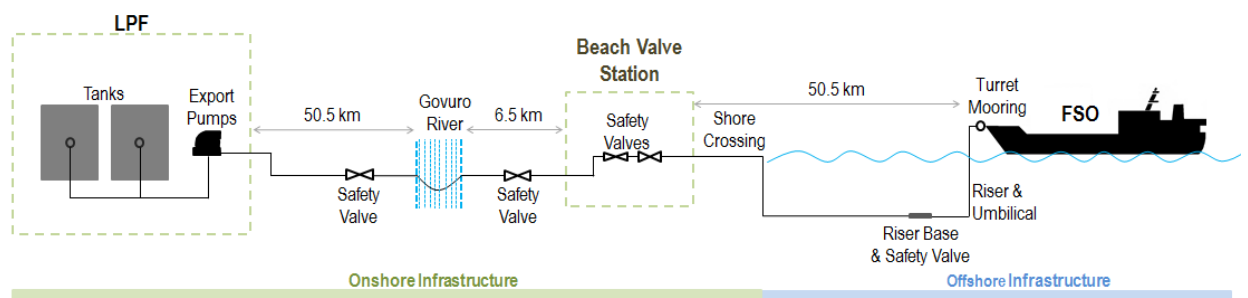 LPF
Tanks
Export
Pumps
50.5 km
Govuro
River
6.5 km
Beach Valve
Station
Safety
Valves
50.5 km
Shore
Crossing
Turret
Mooring
FSO
Safety
Valve
Safety
Valve
Riser &
Umbilical
Riser Base
& Safety Valve
Onshore Infrastructure
Offshore Infrastructure